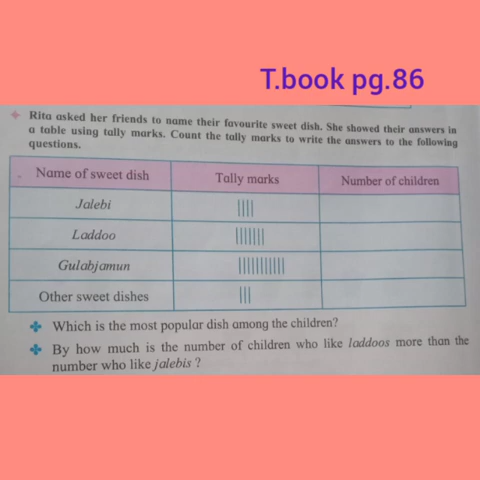 T.book pg.86
Rita asked her friends to name their favourite sweet dish. She showed their answers in
a table using tally marks. Count the tally marks to write the answers to the following
questions.
Name of sweet dish Tally marks Number of children
Jalebi ||||
Laddoo |||||||
Gulabjamun |||||||||||
Other sweet dishes |||
Which is the most popular dish among the children?
By how much is the number of children who like laddoos more than the
number who like jalebis ?